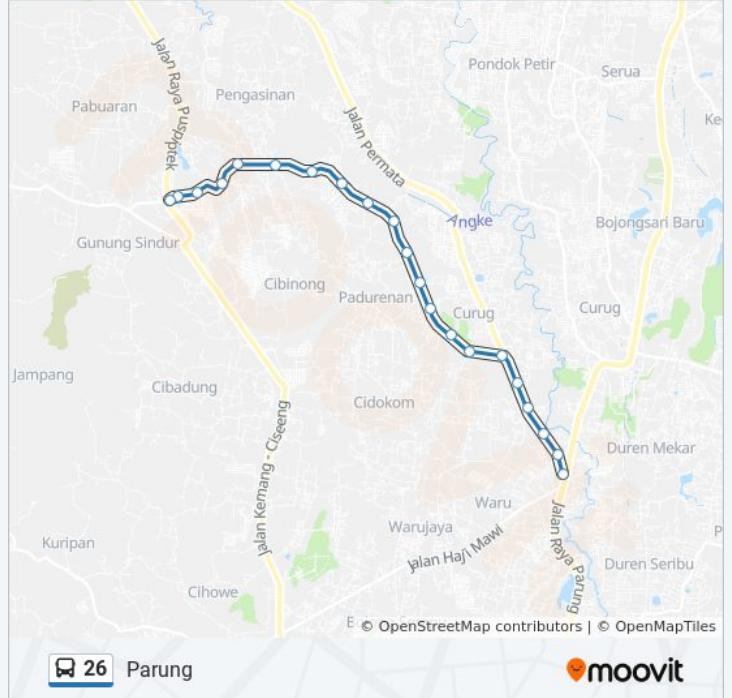 Jalan Raya Puspiptek
Pondok Petir
Serua
Pengasinan
Pabuaran
Ke
Jalan Permata
Angke
Bojongsari Baru
Gunung Sindur
Cibinong
Padurenan
Curug
Curug
Jampang
Cibadung
Cidokom
Jalan Kemang - Ciseeng
Duren Mekar
Waru
Warujaya
Jalan Haji Mawi
Jalan Raya Parung
P
Kuripan
Duren Seribu
Cihowe
E
© OpenStreetMap contributors | © OpenMapTiles
26 Parung
moovit